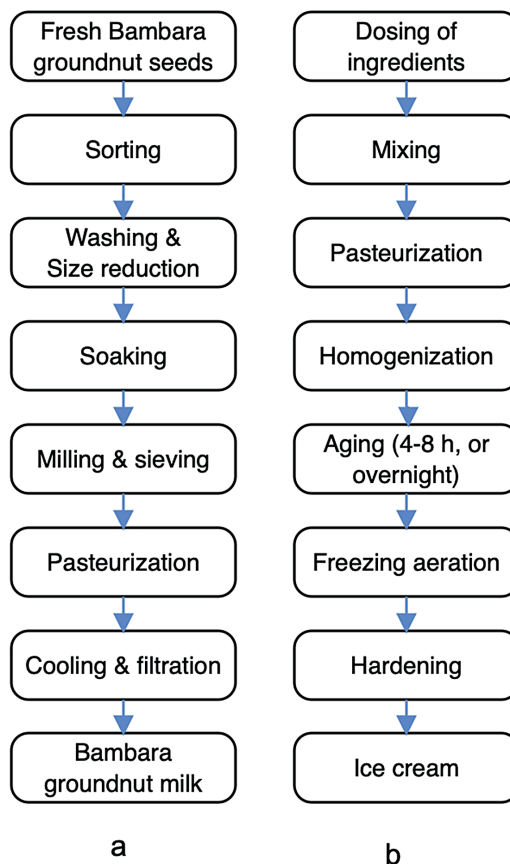 Fresh Bambara
groundnut seeds
Sorting
Washing &
Size reduction
Soaking
Milling & sieving
Pasteurization
Cooling & filtration
Bambara
groundnut milk
a
Dosing of
ingredients
Mixing
Pasteurization
Homogenization
Aging (4-8 h, or
overnight)
Freezing aeration
Hardening
Ice cream
b